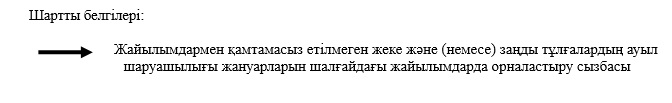 Шартты белгілері:
Жайылымдармен қамтамасыз етілмеген жеке және (немесе) заңды тұлғалардың ауыл
шаруашылығы жануарларын шалғайдағы жайылымдарда орналастыру сызбасы